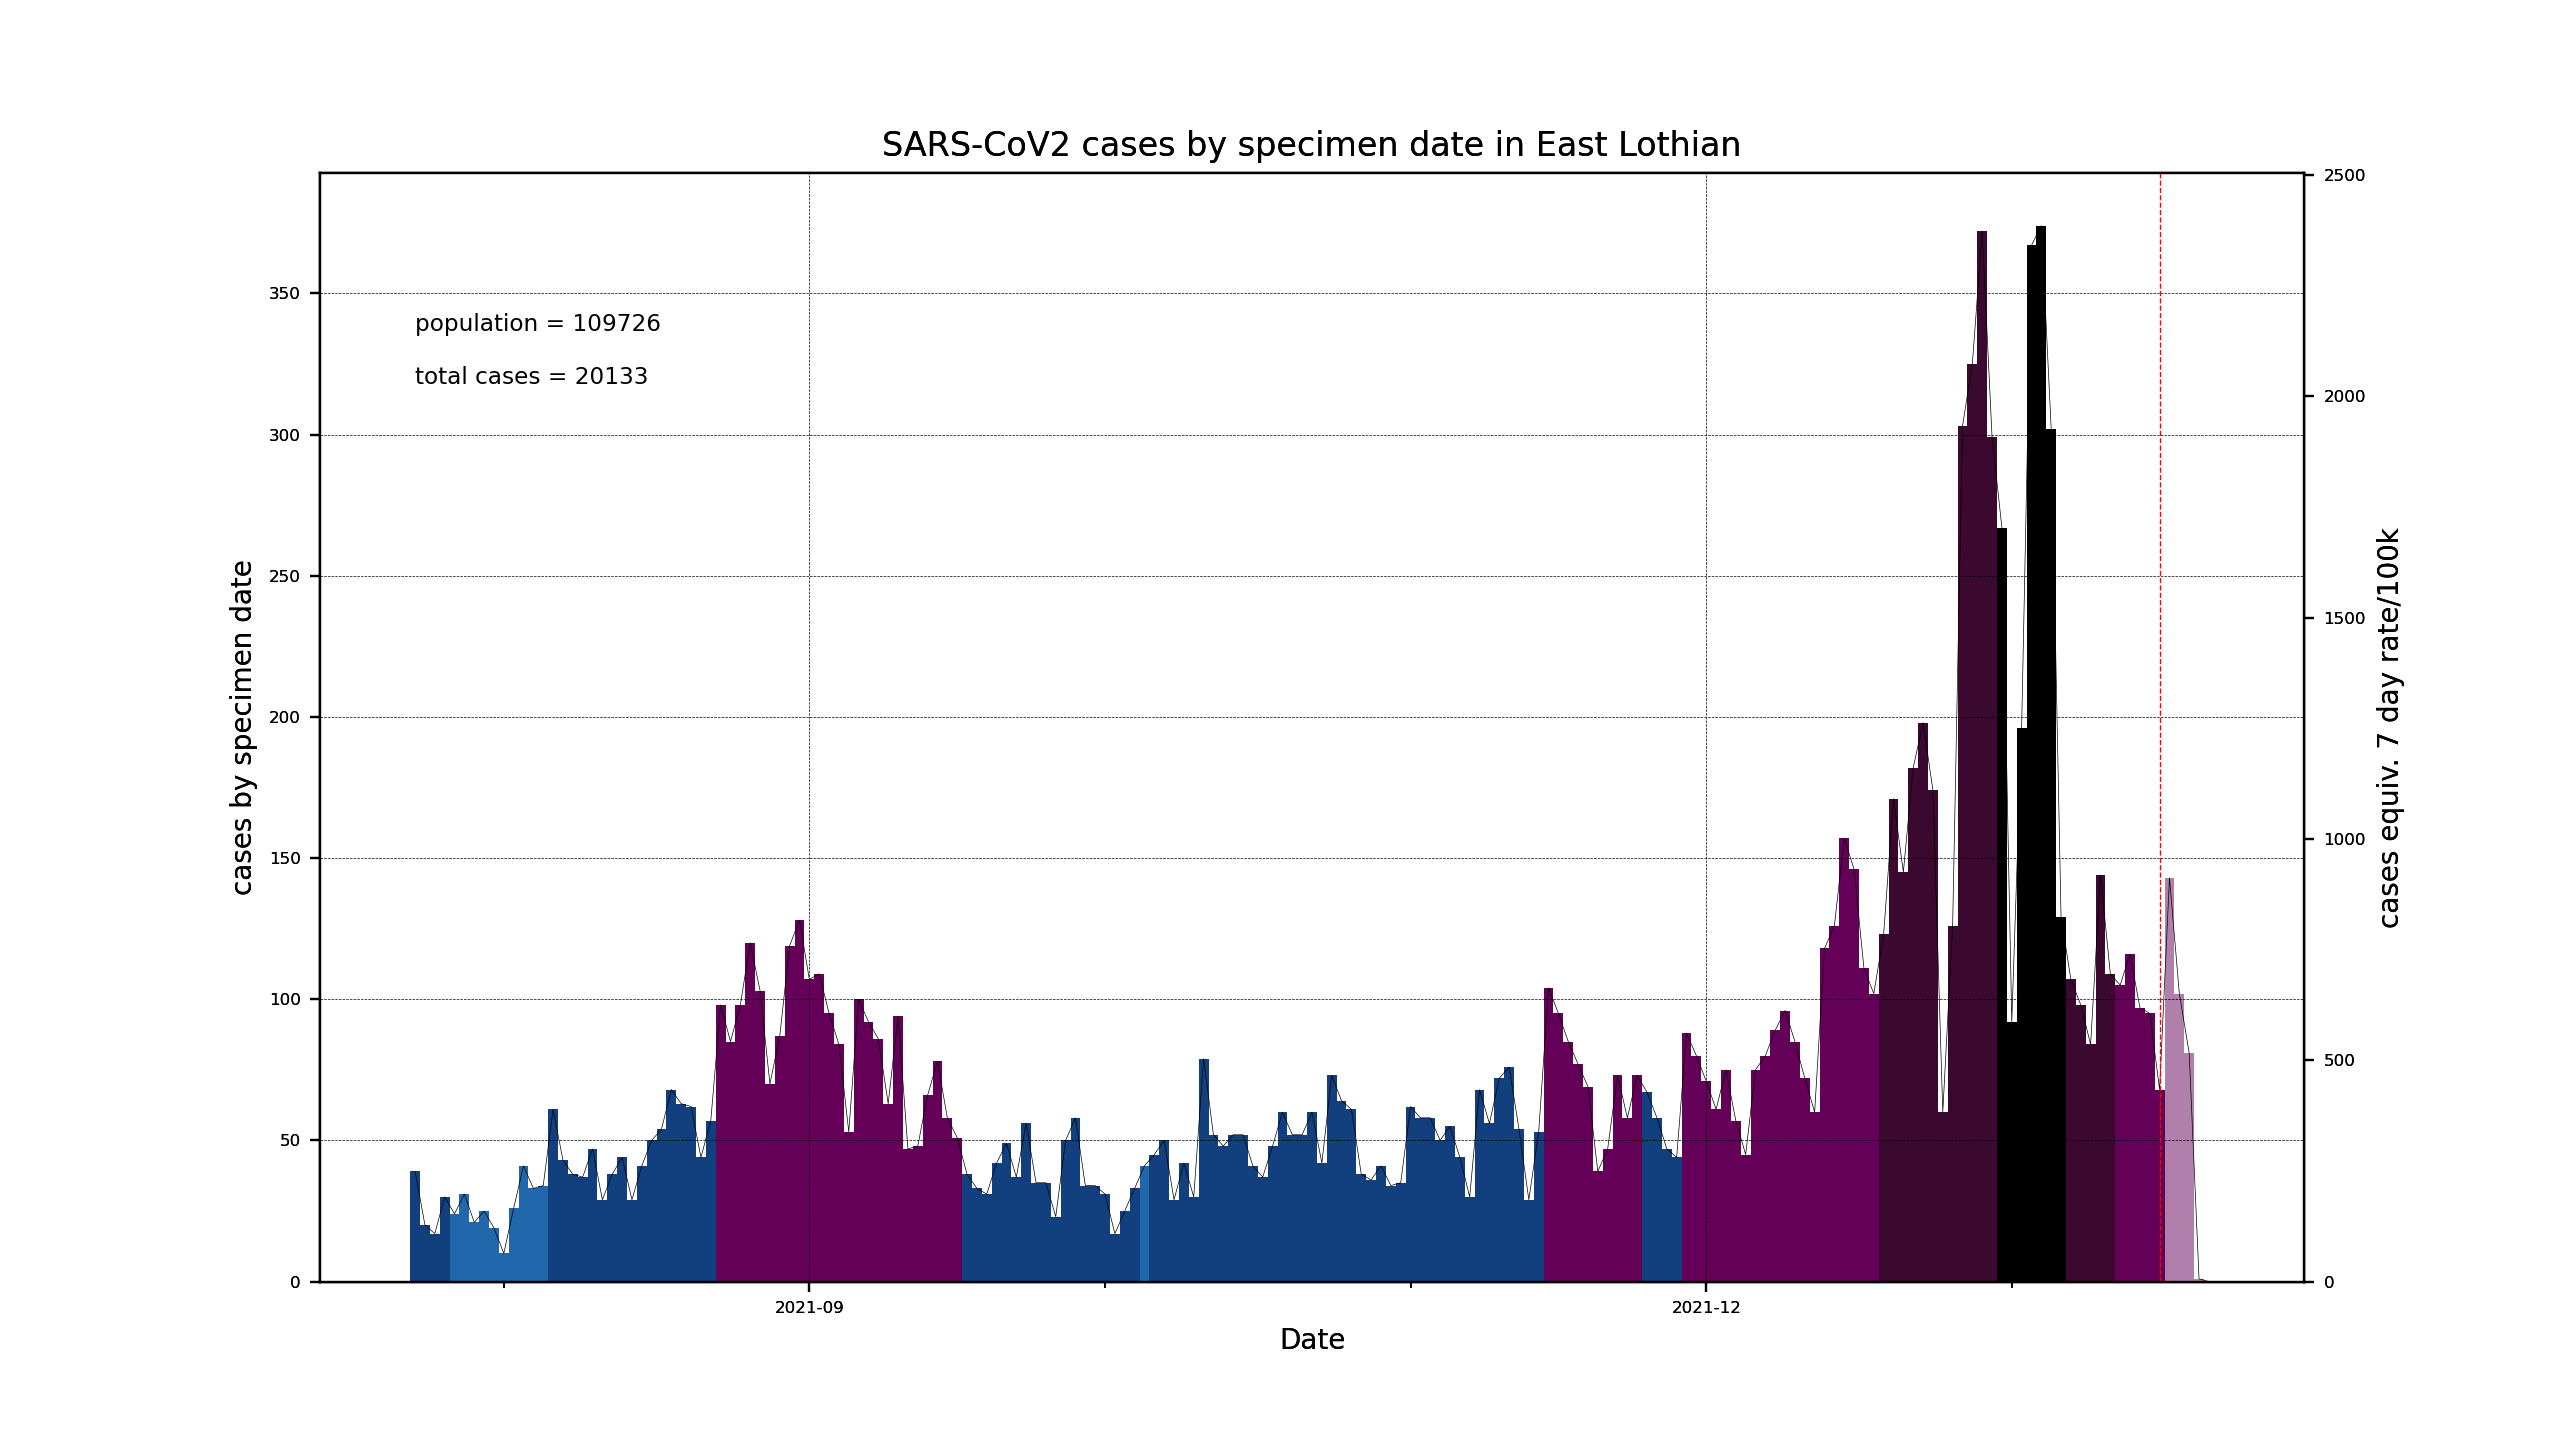 SARS-CoV2 cases by specimen date in East Lothian
population = 109726
total cases = 20133
cases by specimen date
350
300
250
200
150
100
50
0
2500
2000
1500
1000
500
0
cases equiv. 7 day rate/100k
2021-09
2021-12
Date